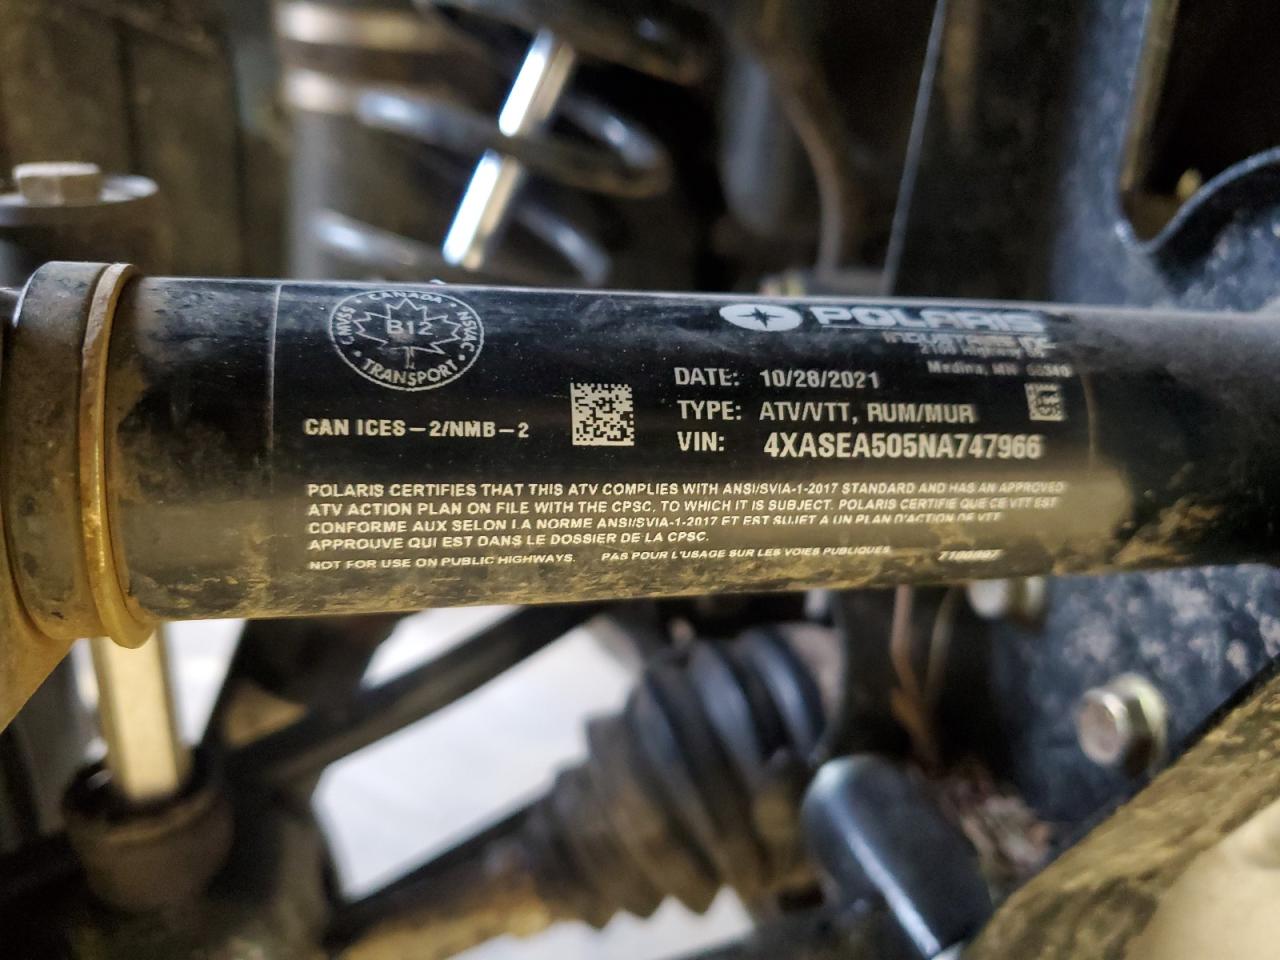 CANADA
CMVSS
NSVAC
B12
TRANSPORT
CAN ICES-2/NMB-2
POLARIS
INDUSTRIES
Medina, MN
DATE: 10/28/2021
TYPE: ATV/VTT, RUM/MUR
VIN: 4XASEA505NA747966
POLARIS CERTIFIES THAT THIS ATV COMPLIES WITH ANSI/SVIA-1-2017 STANDARD AND HAS AN APPROVED
ATV ACTION PLAN ON FILE WITH THE CPSC, TO WHICH IT IS SUBJECT. POLARIS CERTIFIE QUE CE VTT EST
CONFORME AUX SELON LA NORME ANSI/SVIA-1-2017 ET EST SUJET A UN PLAN D'ACTION DE VTT
APPROUVE QUI EST DANS LE DOSSIER DE LA CPSC.
NOT FOR USE ON PUBLIC HIGHWAYS. PAS POUR L'USAGE SUR LES VOIES PUBLIQUES